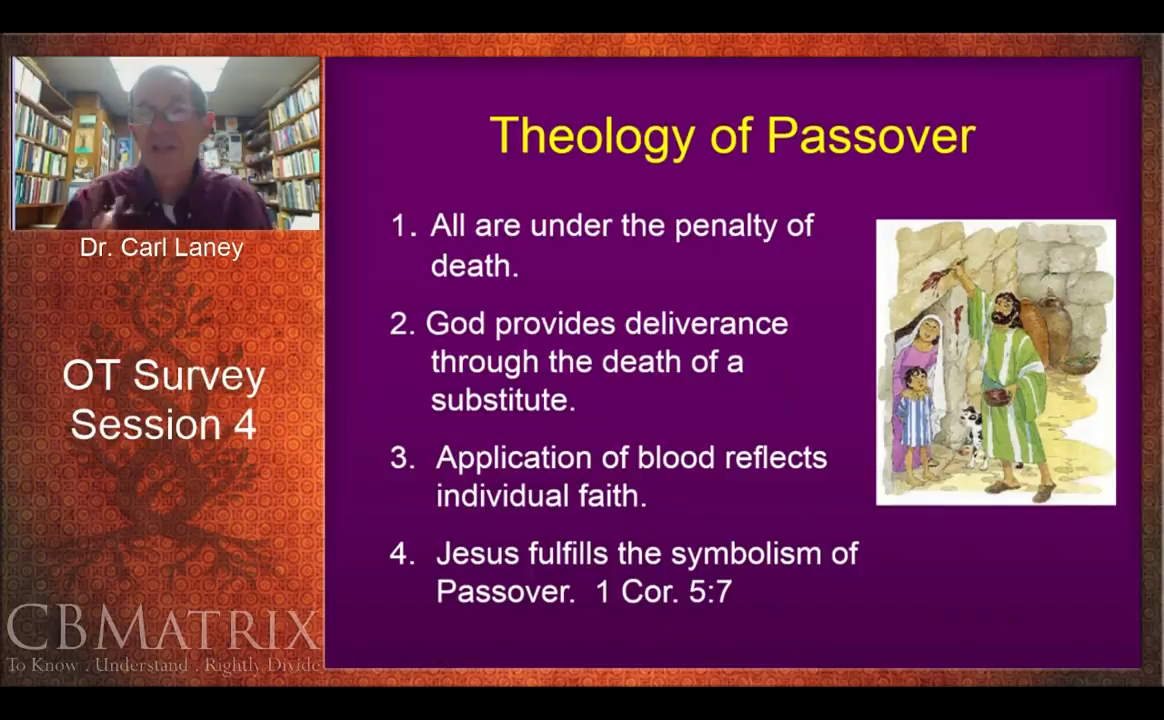 Dr. Carl Laney
OT Survey
Session 4
CBMATRIX
To Know . Understand . Rightly Divide
Theology of Passover
1. All are under the penalty of
death.
2. God provides deliverance
through the death of a
substitute.
3. Application of blood reflects
individual faith.
4. Jesus fulfills the symbolism of
Passover. 1 Cor. 5:7